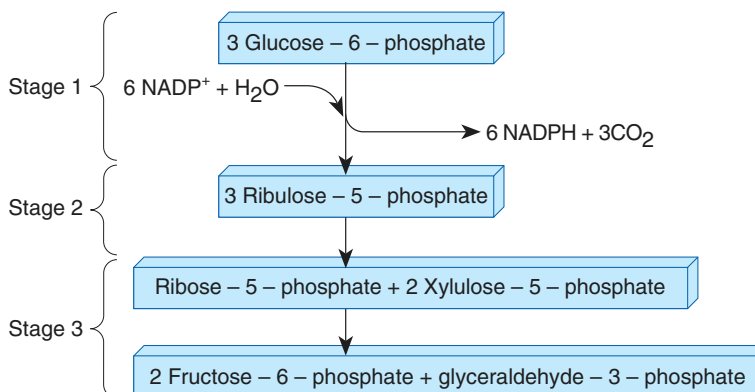 3 Glucose – 6 – phosphate
Stage 1
6 NADP⁺ + H₂O
6 NADPH + 3CO₂
Stage 2
3 Ribulose – 5 – phosphate
Ribose – 5 – phosphate + 2 Xylulose – 5 – phosphate
Stage 3
2 Fructose – 6 – phosphate + glyceraldehyde – 3 – phosphate